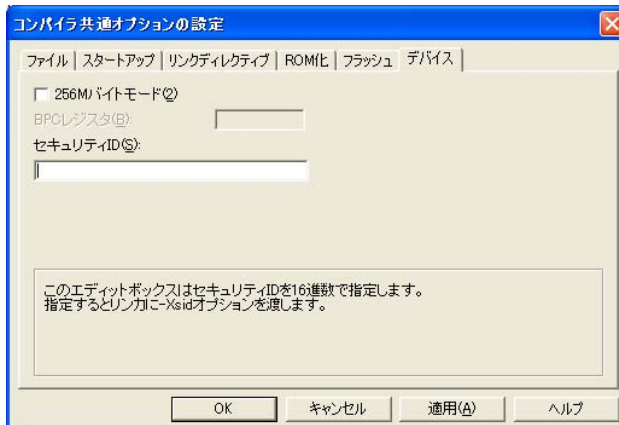 コンパイラ共通オプションの設定
ファイル スタートアップ リンクディレクティブ ROM化 フラッシュ デバイス
256Mバイトモード(2)
BPCレジスタ(B):
セキュリティID(S):
このエディットボックスはセキュリティIDを16進数で指定します。
指定するとリンカに-Xsidオプションを渡します。
OK キャンセル 適用(A) ヘルプ